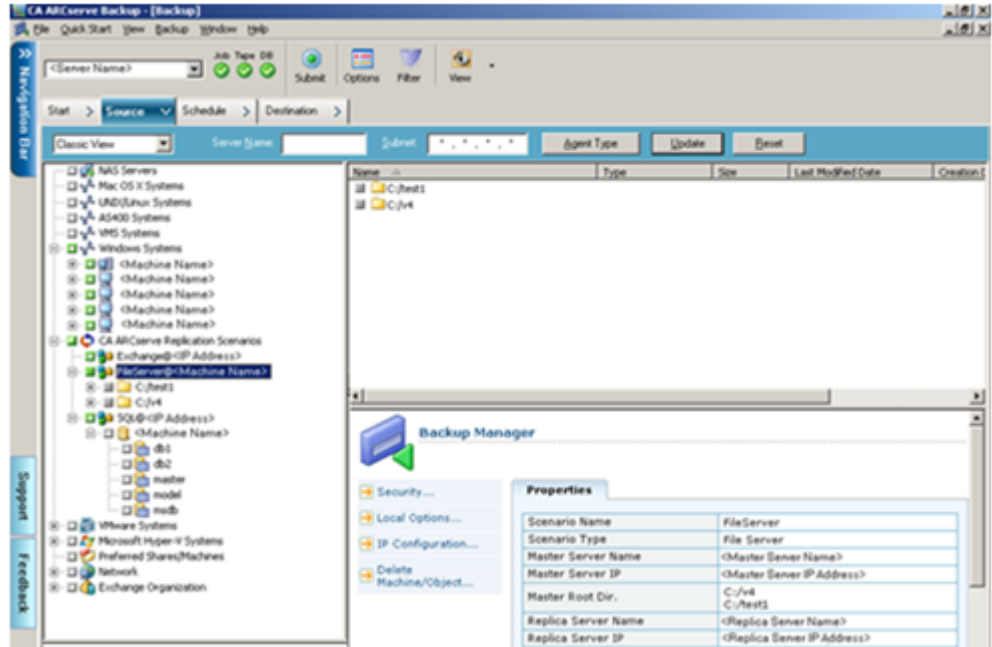 CA ARCserve Backup - [Backup]
File Quick Start View Backup Window Help
Navigation Bar
<Server Name>
Job Tape DB
Submit
Options
Filter
View
Start
Source
Schedule
Destination
Classic View
Server Name:
Subnet:
* . * . * . *
Agent Type
Update
Reset
NAS Servers
Mac OS X Systems
UNIX/Linux Systems
AS400 Systems
VMS Systems
Windows Systems
<Machine Name>
<Machine Name>
<Machine Name>
<Machine Name>
<Machine Name>
CA ARCserve Replication Scenarios
Exchange@<IP Address>
FileServer@<Machine Name>
C:/test1
C:/v4
SQL@<IP Address>
<Machine Name>
db1
db2
master
model
msdb
VMware Systems
Microsoft Hyper-V Systems
Preferred Shares/Machines
Network
Exchange Organization
Name Type Size Last Modified Date Creation D
C:/test1
C:/v4
Backup Manager
Security...
Local Options...
IP Configuration...
Delete
Machine/Object...
Properties
Scenario Name FileServer
Scenario Type File Server
Master Server Name <Master Server Name>
Master Server IP <Master Server IP Address>
Master Root Dir. C:/v4
C:/test1
Replica Server Name <Replica Server Name>
Replica Server IP <Replica Server IP Address>
Support
Feedback